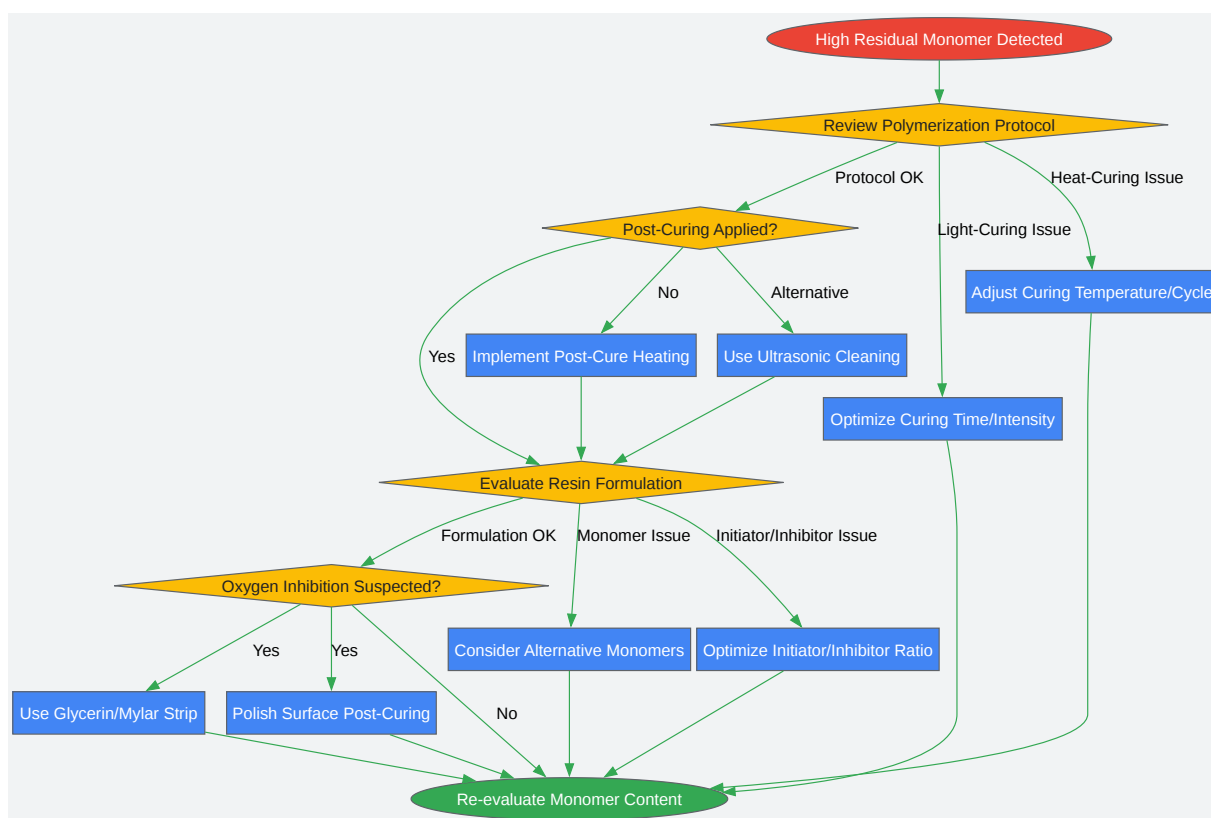 High Residual Monomer Detected
Review Polymerization Protocol
Protocol OK
Heat-Curing Issue
Post-Curing Applied?
Light-Curing Issue
No
Alternative
Adjust Curing Temperature/Cycle
Yes
Implement Post-Cure Heating
Use Ultrasonic Cleaning
Optimize Curing Time/Intensity
Evaluate Resin Formulation
Formulation OK
Monomer Issue
Initiator/Inhibitor Issue
Oxygen Inhibition Suspected?
Yes
Yes
Consider Alternative Monomers
Optimize Initiator/Inhibitor Ratio
Use Glycerin/Mylar Strip
Polish Surface Post-Curing
No
Re-evaluate Monomer Content